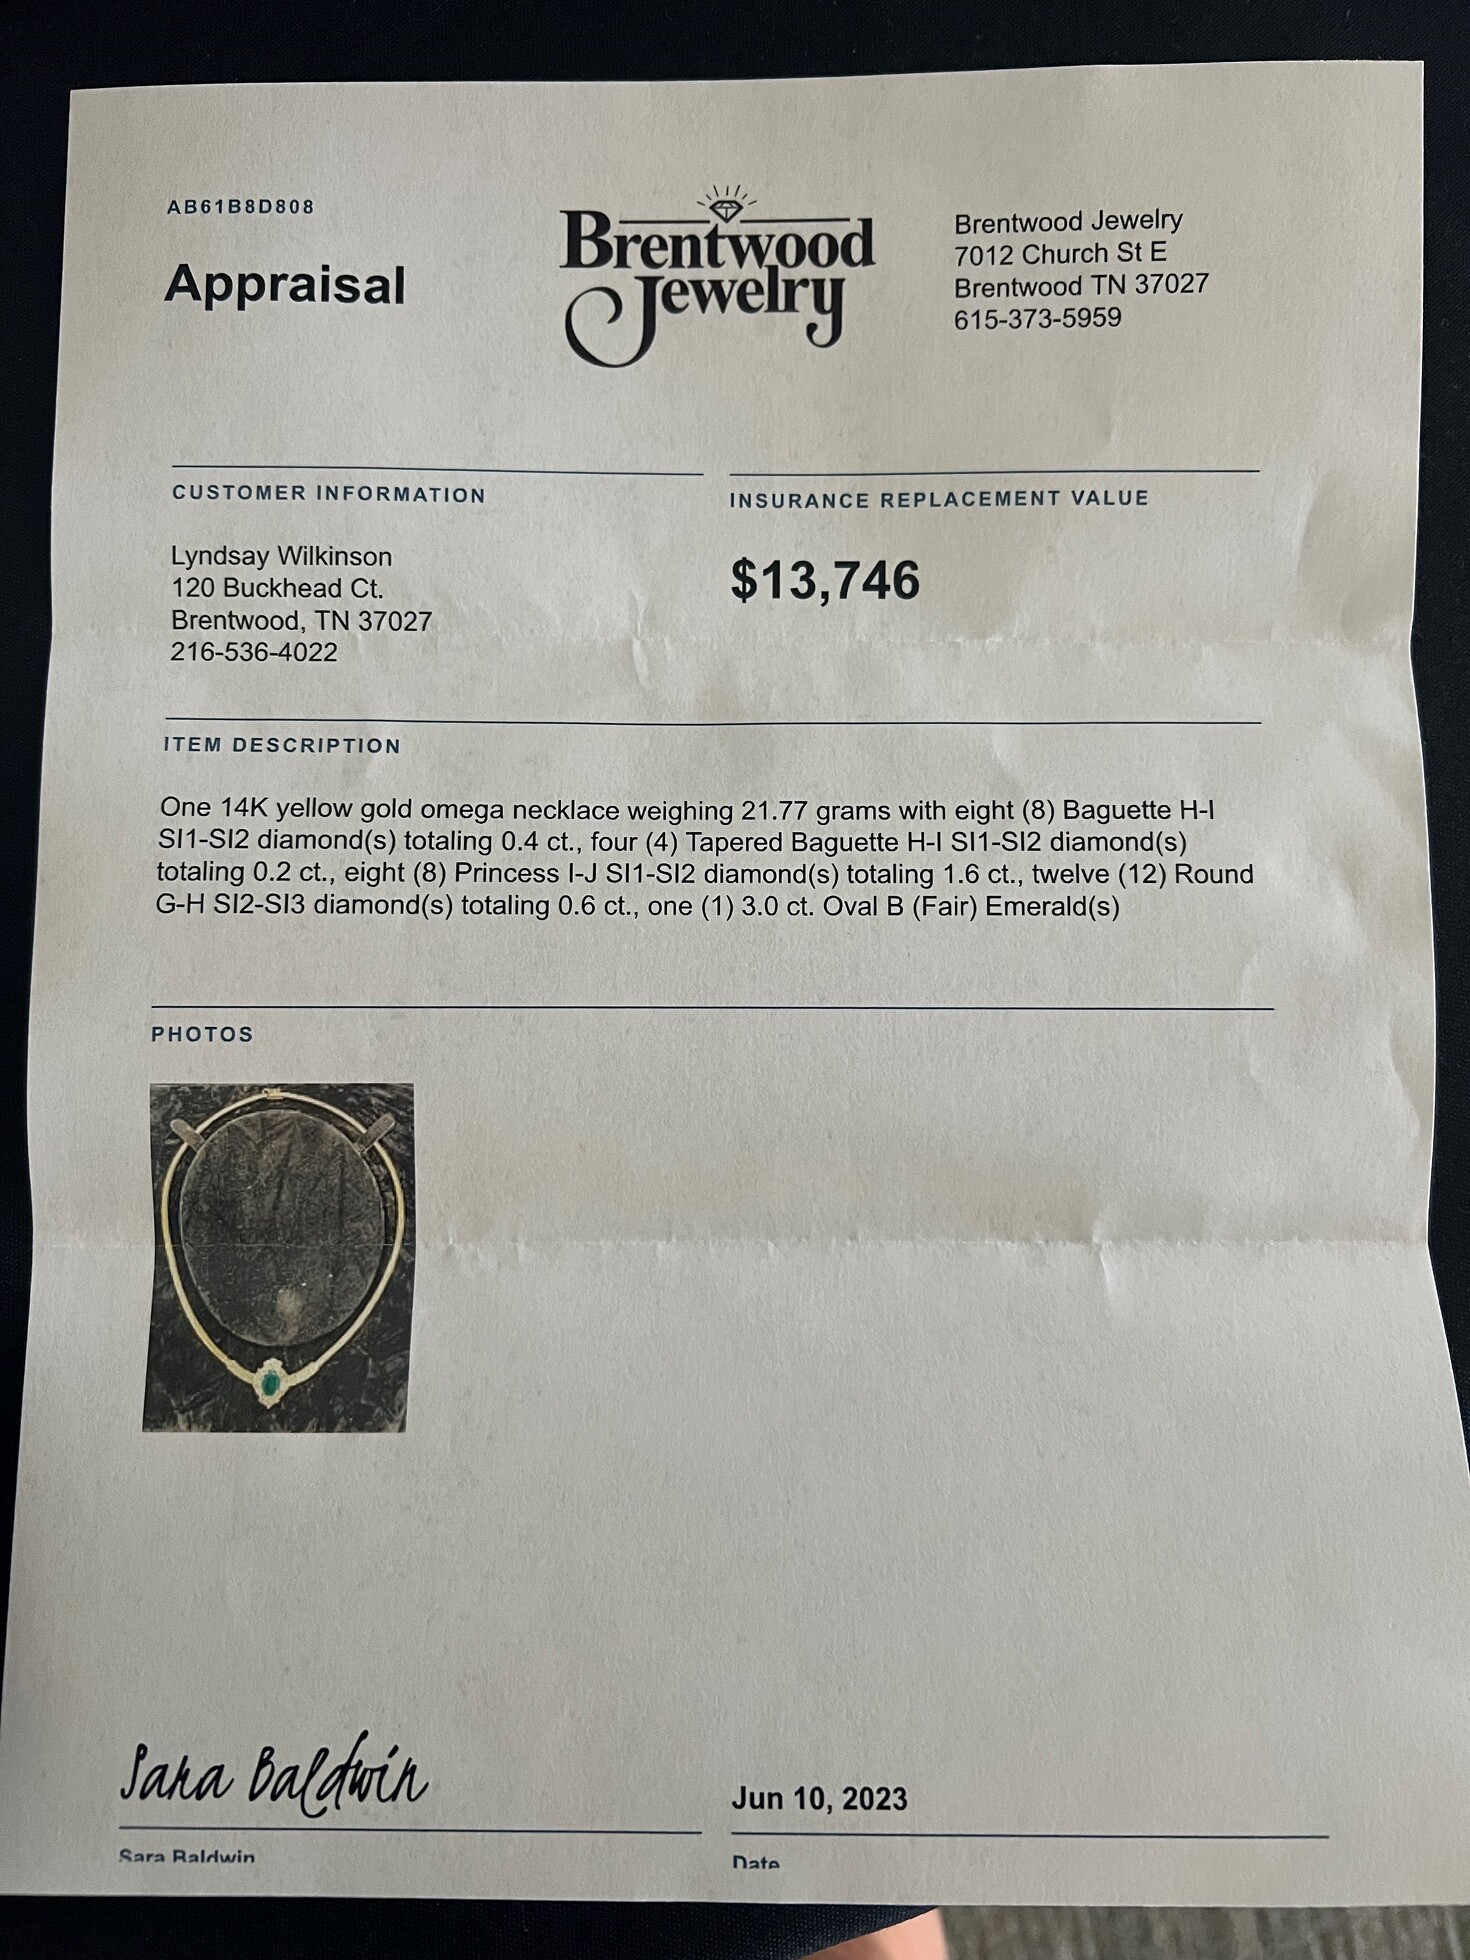 AB61B8D808
Appraisal
Brentwood
Jewelry
Brentwood Jewelry
7012 Church St E
Brentwood TN 37027
615-373-5959
CUSTOMER INFORMATION
Lyndsay Wilkinson
120 Buckhead Ct.
Brentwood, TN 37027
216-536-4022
INSURANCE REPLACEMENT VALUE
$13,746
ITEM DESCRIPTION
One 14K yellow gold omega necklace weighing 21.77 grams with eight (8) Baguette H-I
SI1-SI2 diamond(s) totaling 0.4 ct., four (4) Tapered Baguette H-I SI1-SI2 diamond(s)
totaling 0.2 ct., eight (8) Princess I-J SI1-SI2 diamond(s) totaling 1.6 ct., twelve (12) Round
G-H SI2-SI3 diamond(s) totaling 0.6 ct., one (1) 3.0 ct. Oval B (Fair) Emerald(s)
PHOTOS
Sara Baldwin
Sara Baldwin
Jun 10, 2023
Date